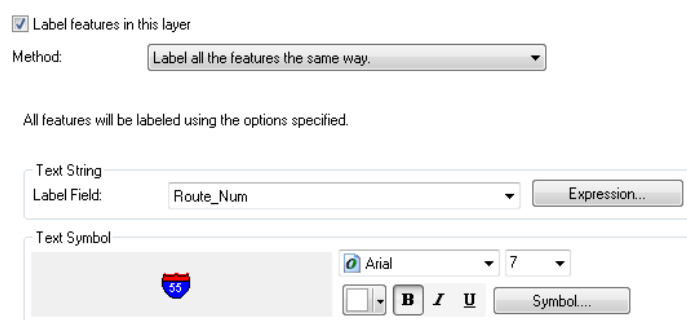 Label features in this layer
Method: Label all the features the same way.
All features will be labeled using the options specified.
Text String
Label Field: Route_Num Expression...
Text Symbol
55 Arial 7
B I U Symbol....